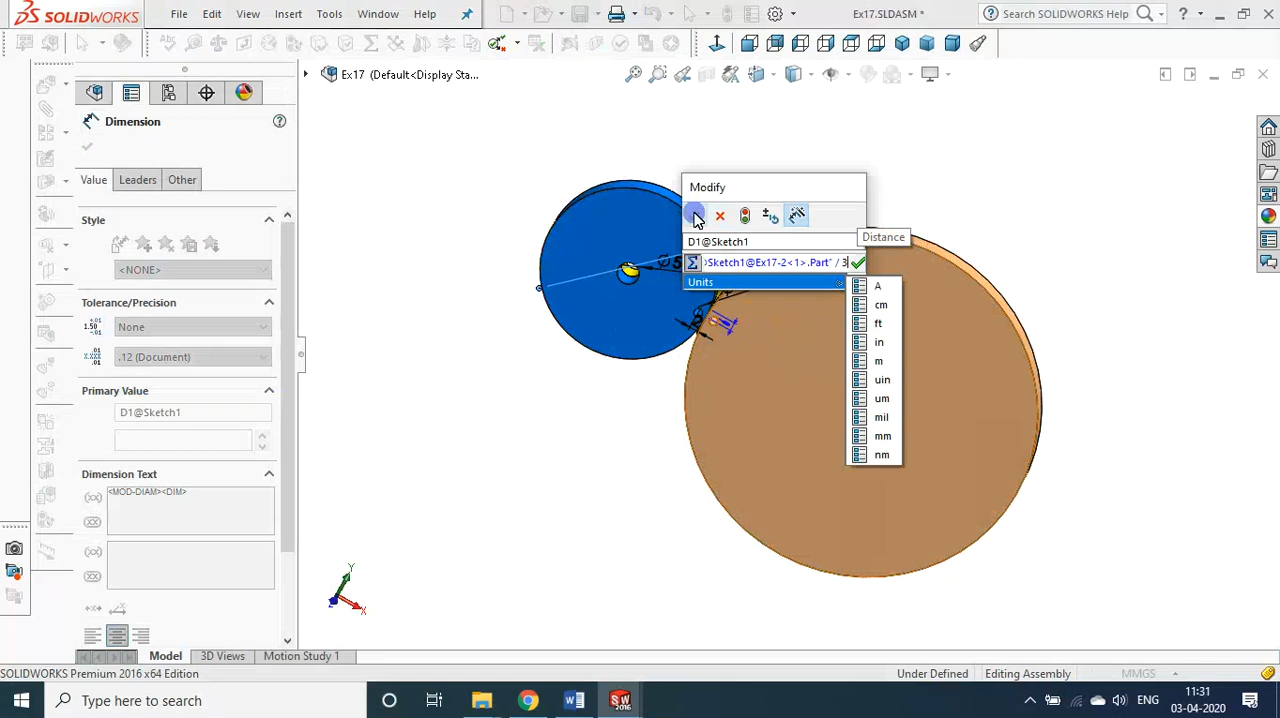 SOLIDWORKS
File
Edit
View
Insert
Tools
Window
Help
Ex17.SLDASM *
Search SOLIDWORKS Help
?
Ex17 (Default<Display Sta...
Dimension
Value
Leaders
Other
Style
<NONE>
Tolerance/Precision
None
.12 (Document)
Primary Value
D1@Sketch1
Dimension Text
<MOD-DIAM><DIM>
Modify
D1@Sketch1
Distance
Sketch1@Ex17-2<1>.Part" / 3
Units
A
cm
ft
in
m
uin
um
mil
mm
nm
Ø5
Y
X
Z
Model
3D Views
Motion Study 1
SOLIDWORKS Premium 2016 x64 Edition
Under Defined
Editing Assembly
MMGS
Type here to search
SW
2016
ENG
11:31
03-04-2020